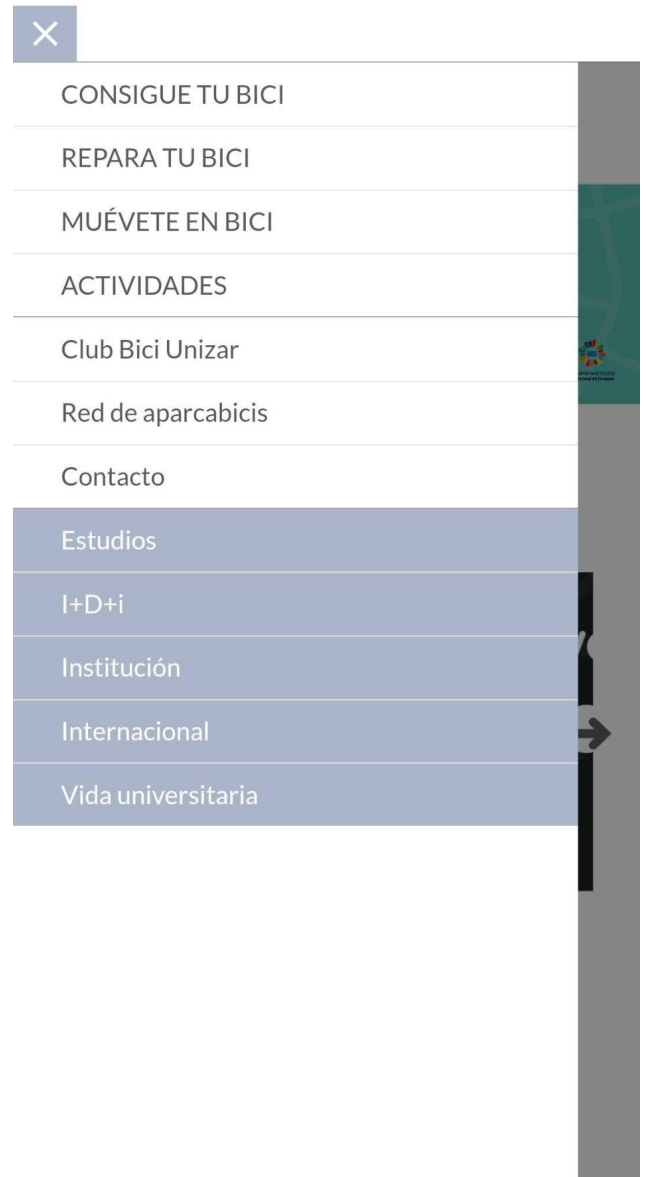 CONSIGUE TU BICI
REPARA TU BICI
MUÉVETE EN BICI
ACTIVIDADES
Club Bici Unizar
Red de aparcabicis
Contacto
Estudios
I+D+i
Institución
Internacional
Vida universitaria